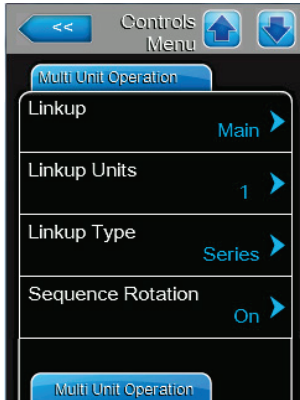 << Controls
Menu
Multi Unit Operation
Linkup
Main
Linkup Units
1
Linkup Type
Series
Sequence Rotation
On
Multi Unit Operation